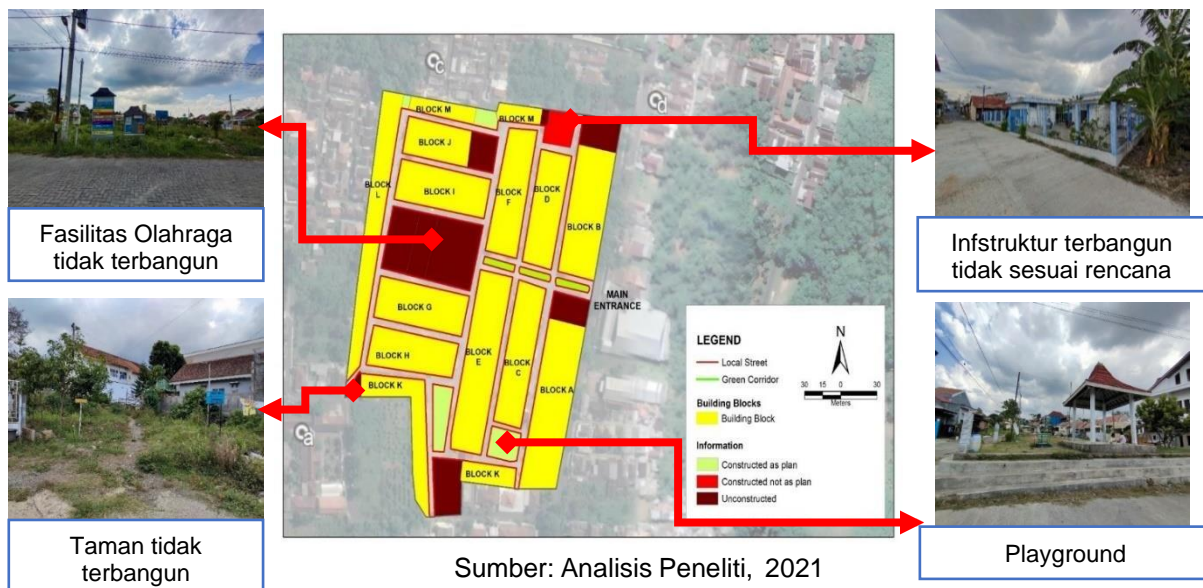 Fasilitas Olahraga
tidak terbangun
Taman tidak
terbangun
c
d
a
BLOCK M
BLOCK M
BLOCK J
BLOCK L
BLOCK I
BLOCK F
BLOCK D
BLOCK B
BLOCK G
MAIN
ENTRANCE
BLOCK H
BLOCK E
BLOCK C
BLOCK K
BLOCK A
BLOCK K
LEGEND
Local Street
Green Corridor
Building Blocks
Building Block
Information
Constructed as plan
Constructed not as plan
Unconstructed
N
30 15 0 30
Meters
Infstruktur terbangun
tidak sesuai rencana
Playground
Sumber: Analisis Peneliti, 2021